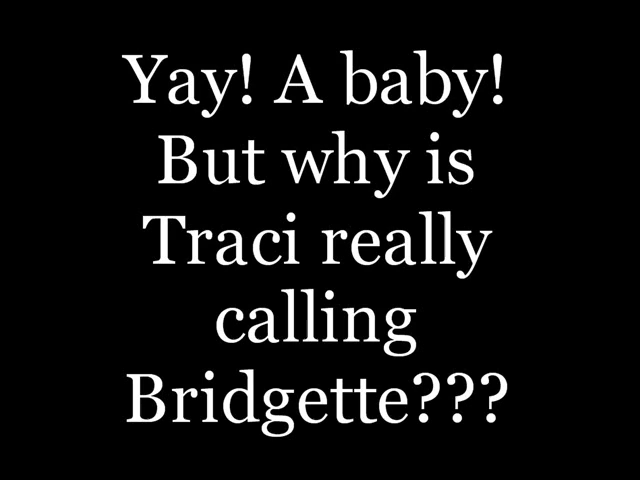 Yay! A baby!
But why is
Traci really
calling
Bridgette???